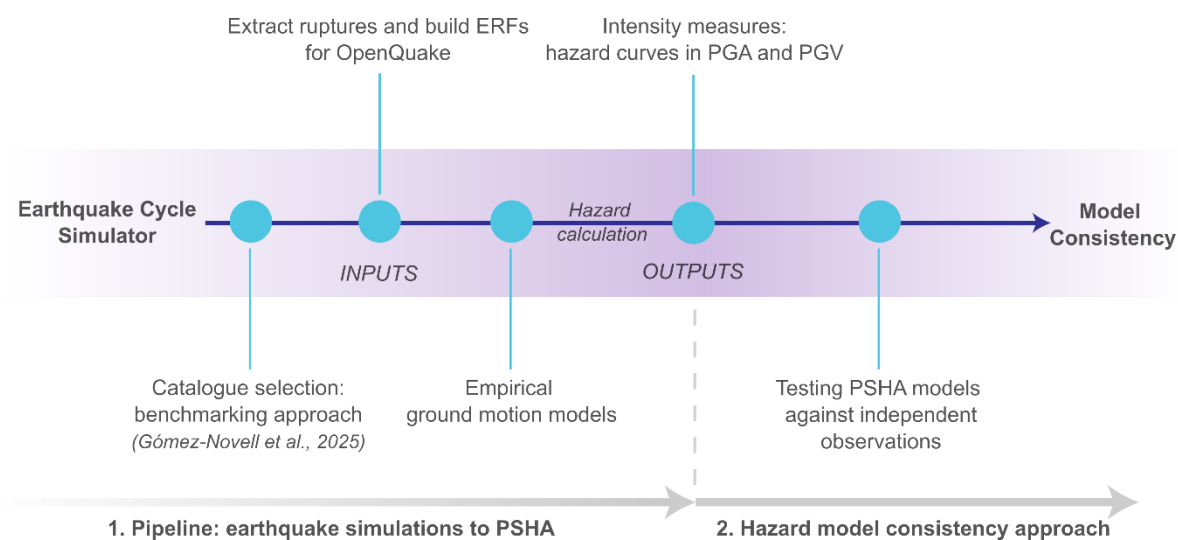 Extract ruptures and build ERFs
for OpenQuake
Intensity measures:
hazard curves in PGA and PGV
Earthquake Cycle
Simulator
Hazard
calculation
Model
Consistency
INPUTS
OUTPUTS
Catalogue selection:
benchmarking approach
(Gómez-Novell et al., 2025)
Empirical
ground motion models
Testing PSHA models
against independent
observations
1. Pipeline: earthquake simulations to PSHA
2. Hazard model consistency approach